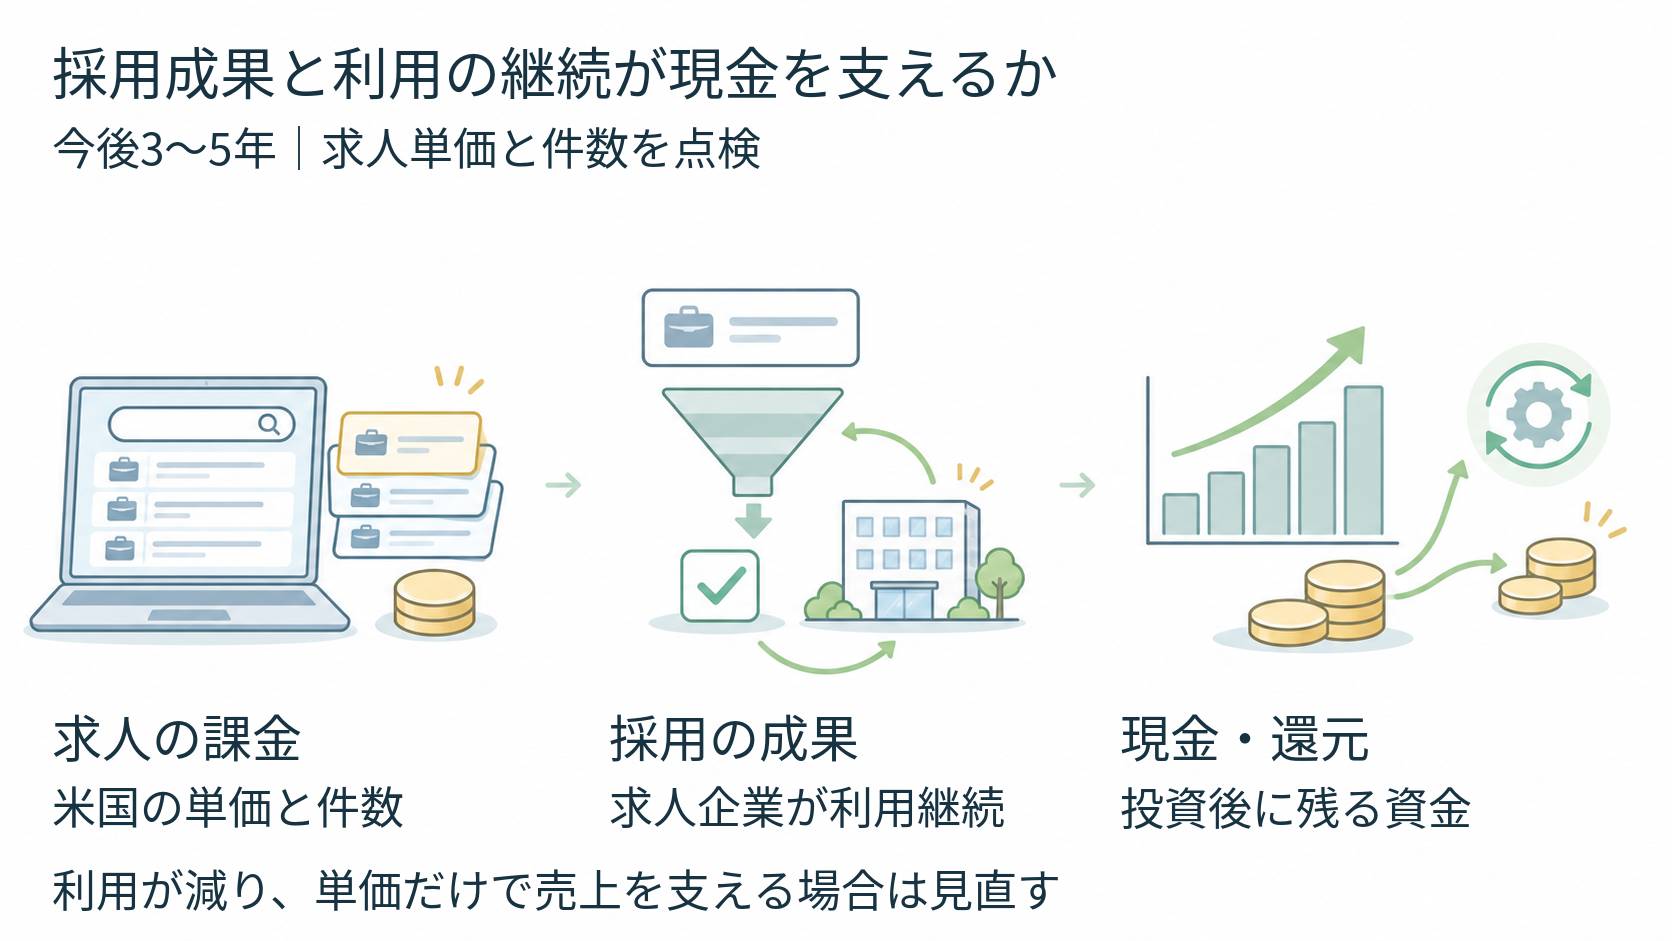 採用成果と利用の継続が現金を支えるか
今後3〜5年｜求人単価と件数を点検
求人の課金
米国の単価と件数
採用の成果
求人企業が利用継続
現金・還元
投資後に残る資金
利用が減り、単価だけで売上を支える場合は見直す